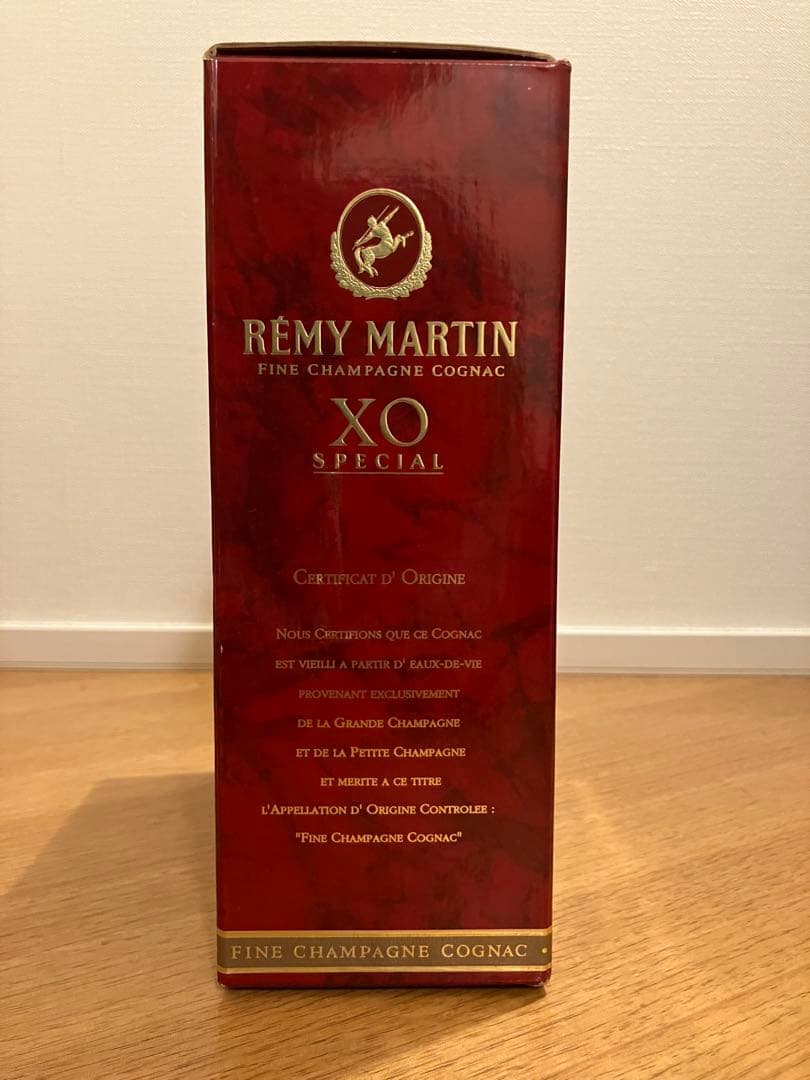 RÉMY MARTIN
FINE CHAMPAGNE COGNAC
XO
SPECIAL
CERTIFICAT D' ORIGINE
NOUS CERTIFIONS QUE CE COGNAC
EST VIEILLI A PARTIR D' EAUX-DE-VIE
PROVENANT EXCLUSIVEMENT
DE LA GRANDE CHAMPAGNE
ET DE LA PETITE CHAMPAGNE
ET MERITE A CE TITRE
L'APPELLATION D' ORIGINE CONTROLEE :
"FINE CHAMPAGNE COGNAC"
FINE CHAMPAGNE COGNAC •